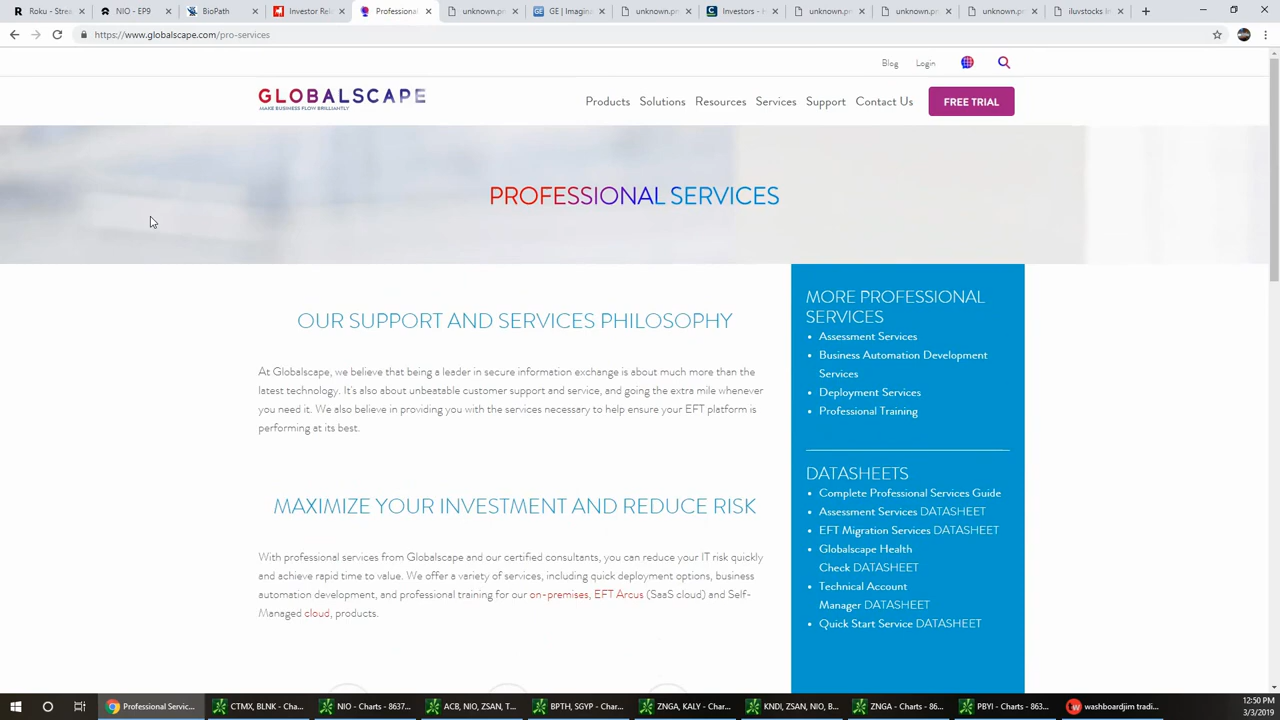 Roku - Stream
NIO - EP9
BioPath
Investor Rela
Professional
unknown.pn
GE | Imagina
unknown.pn
Investors - H
unknown.pn
unknown.pn
iluvstocks In
https://www.globalscape.com/pro-services
Blog
Login
GLOBALSCAPE
MAKE BUSINESS FLOW BRILLIANTLY
Products
Solutions
Resources
Services
Support
Contact Us
FREE TRIAL
PROFESSIONAL SERVICES
OUR SUPPORT AND SERVICES PHILOSOPHY
At Globalscape, we believe that being a leader in secure information exchange is about much more than the
latest technology. It's also about unbeatable customer support and service, and going the extra mile whenever
you need it. We also believe in providing you with the services necessary to help ensure your EFT platform is
performing at its best.
MAXIMIZE YOUR INVESTMENT AND REDUCE RISK
With professional services from Globalscape and our certified consultants, you can reduce your IT risk quickly
and achieve rapid time to value. We offer a variety of services, including quick deployment options, business
automation development, and professional training for our on-premises, EFT Arcus (SaaS cloud) and Self-
Managed cloud, products.
MORE PROFESSIONAL
SERVICES
Assessment Services
Business Automation Development
Services
Deployment Services
Professional Training
DATASHEETS
Complete Professional Services Guide
Assessment Services DATASHEET
EFT Migration Services DATASHEET
Globalscape Health
Check DATASHEET
Technical Account
Manager DATASHEET
Quick Start Service DATASHEET
Professional Servic...
CTMX, BLNK - Cha...
NIO - Charts - 8637...
ACB, NIO, ZSAN, T...
BPTH, SGYP - Char...
ZNGA, KALY - Char...
KNDI, ZSAN, NIO, B...
ZNGA - Charts - 86...
PBYI - Charts - 863...
washboardjim tradi...
12:50 PM
3/3/2019